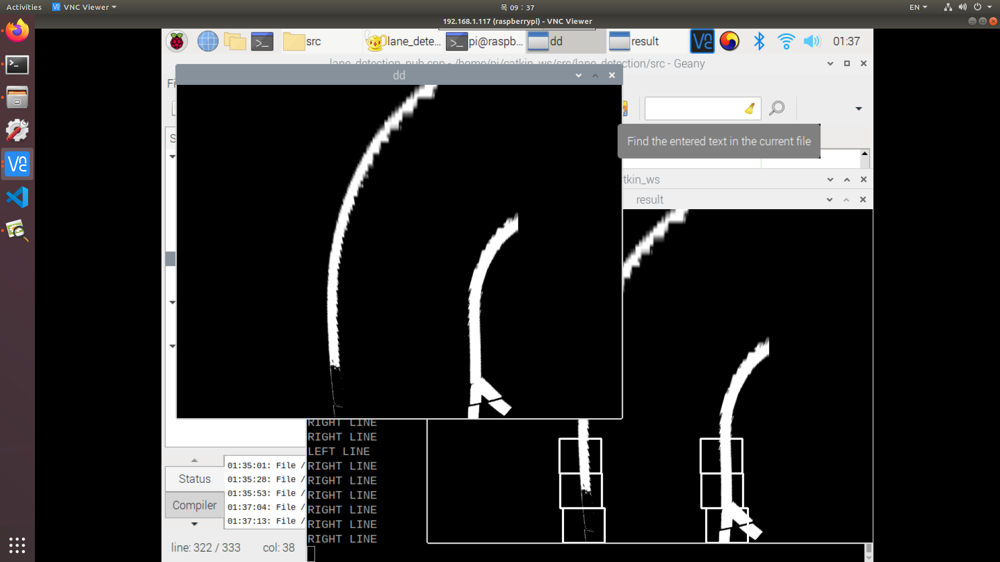 Activities
VNC Viewer
목 09 : 37
EN
192.168.1.117 (raspberrypi) - VNC Viewer
src
lane_dete...
pi@raspb...
dd
result
01:37
lane_detection_pub.cpp - /home/pi/catkin_ws/src/lane_detection/src - Geany
dd
Fi
Find the entered text in the current file
S
tkin_ws
result
RIGHT LINE
RIGHT LINE
LEFT LINE
RIGHT LINE
RIGHT LINE
RIGHT LINE
RIGHT LINE
RIGHT LINE
RIGHT LINE
Status
Compiler
01:35:01: File /
01:35:28: File /
01:35:53: File /
01:37:04: File /
01:37:13: File /
line: 322 / 333
col: 38